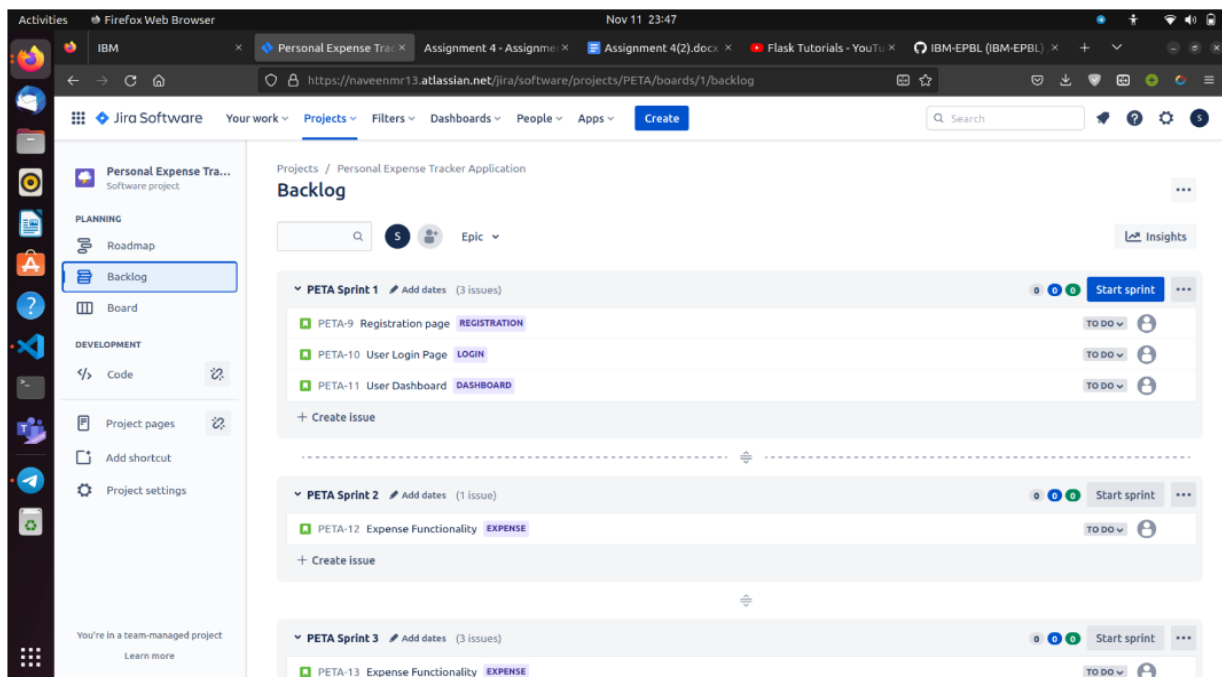 Activities Firefox Web Browser Nov 11 23:47
IBM × Personal Expense Trac × Assignment 4 - Assignme × Assignment 4(2).docx × Flask Tutorials - YouTu × IBM-EPBL (IBM-EPBL) × +
https://naveenmr13.atlassian.net/jira/software/projects/PETA/boards/1/backlog
Jira Software Your work Projects Filters Dashboards People Apps Create Search S
Personal Expense Tra...
Software project
PLANNING
Roadmap
Backlog
Board
DEVELOPMENT
Code
Project pages
Add shortcut
Project settings
You're in a team-managed project
Learn more
Projects / Personal Expense Tracker Application
Backlog
S Epic Insights
PETA Sprint 1 Add dates (3 issues) 0 0 0 Start sprint
PETA-9 Registration page REGISTRATION TO DO
PETA-10 User Login Page LOGIN TO DO
PETA-11 User Dashboard DASHBOARD TO DO
+ Create issue
PETA Sprint 2 Add dates (1 issue) 0 0 0 Start sprint
PETA-12 Expense Functionality EXPENSE TO DO
+ Create issue
PETA Sprint 3 Add dates (3 issues) 0 0 0 Start sprint
PETA-13 Expense Functionality EXPENSE TO DO